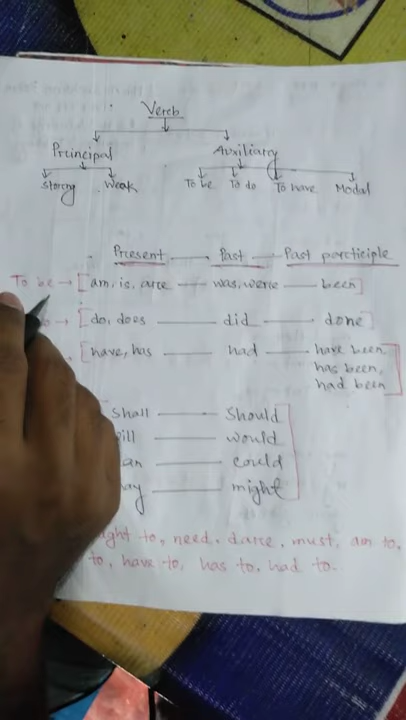 Verb
Principal Auxiliary
Strong Weak To be To do To have Modal
Present Past Past participle
To be → [am, is, are was, were been]
→ [do, does did done]
→ [have, has had have been,
has been,
had been]
Shall Should
would
could
might
to, need, dare, must, am to,
to, have to, has to, had to